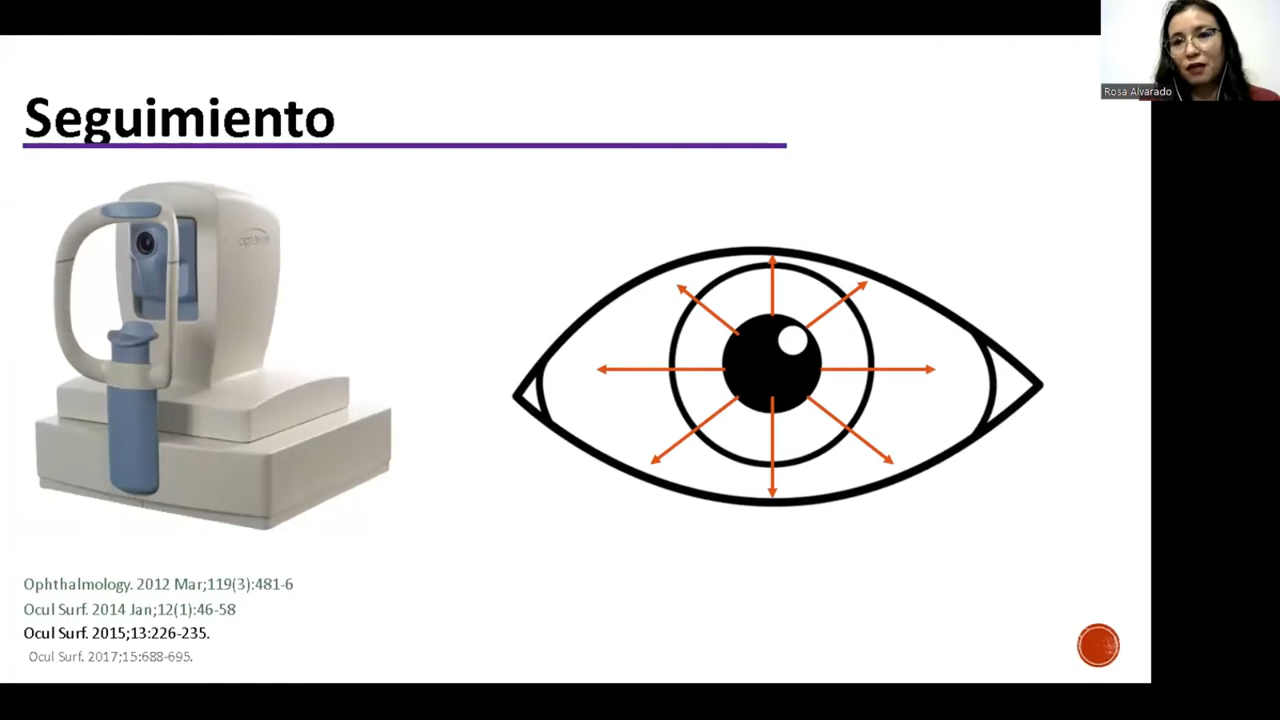 Rosa Alvarado
Seguimiento
Ophthalmology. 2012 Mar;119(3):481-6
Ocul Surf. 2014 Jan;12(1):46-58
Ocul Surf. 2015;13:226-235.
Ocul Surf. 2017;15:688-695.